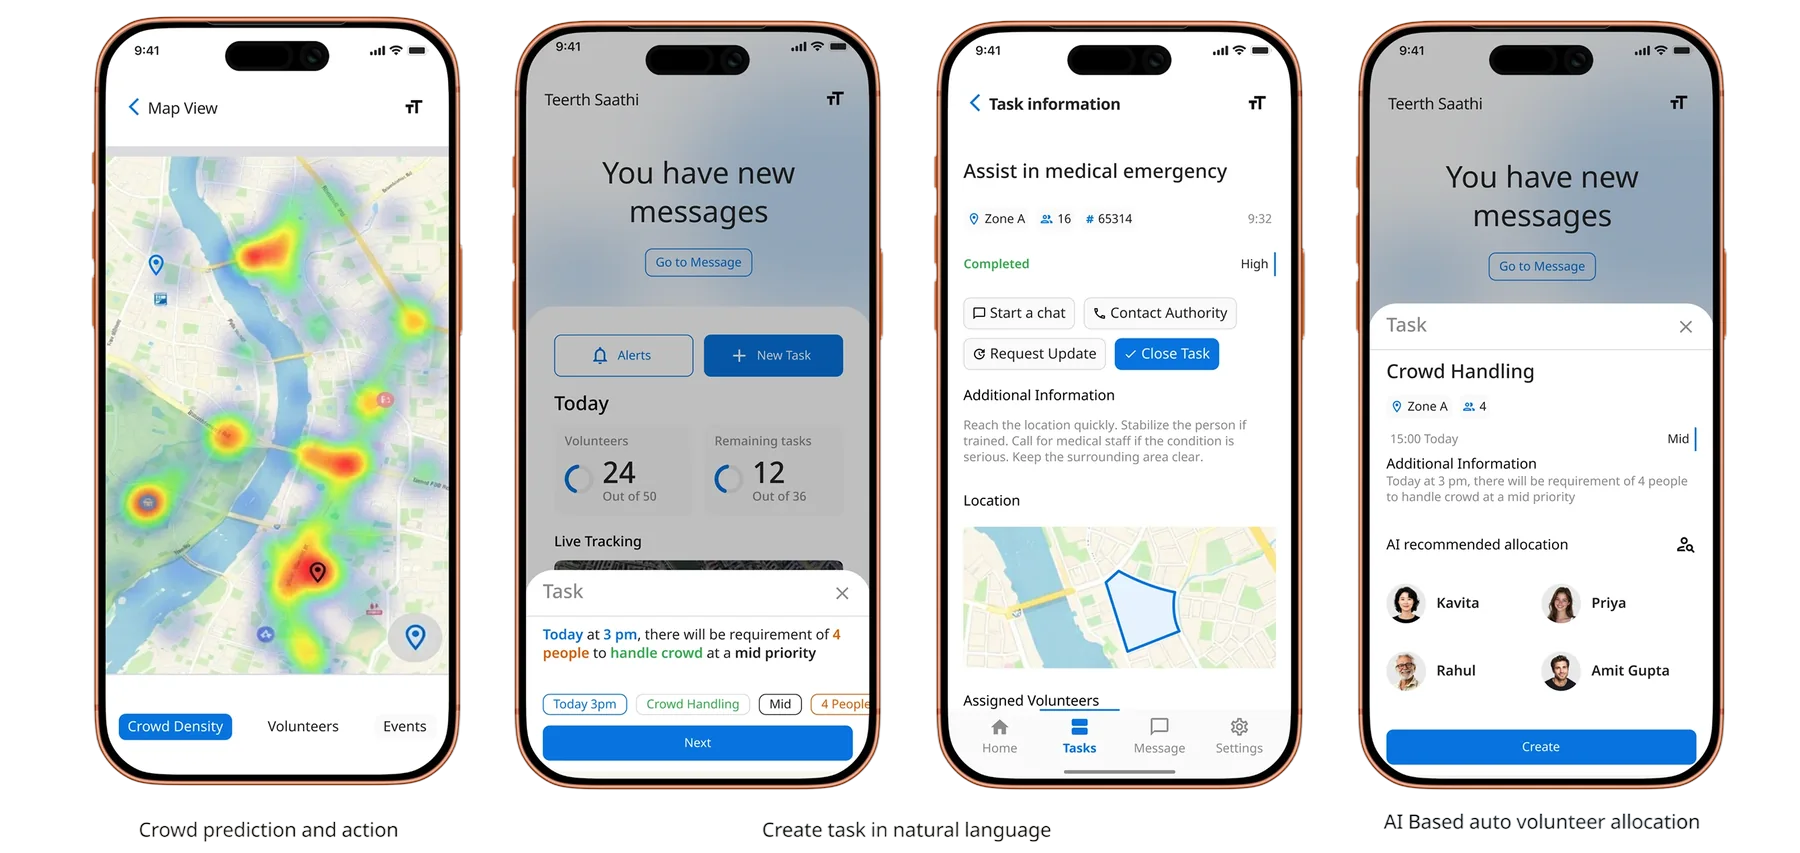 9:41
Map View
Crowd Density
Volunteers
Events
9:41
Teerth Saathi
You have new
messages
Go to Message
Alerts
New Task
Today
Volunteers
24
Out of 50
Remaining tasks
12
Out of 36
Live Tracking
Task
Today at 3 pm, there will be requirement of 4
people to handle crowd at a mid priority
Today 3pm
Crowd Handling
Mid
4 People
Next
9:41
Task information
Assist in medical emergency
Zone A
16
# 65314
9:32
Completed
High
Start a chat
Contact Authority
Request Update
Close Task
Additional Information
Reach the location quickly. Stabilize the person if
trained. Call for medical staff if the condition is
serious. Keep the surrounding area clear.
Location
Assigned Volunteers
Home
Tasks
Message
Settings
9:41
Teerth Saathi
You have new
messages
Go to Message
Task
Crowd Handling
Zone A
4
15:00 Today
Mid
Additional Information
Today at 3 pm, there will be requirement of 4 people
to handle crowd at a mid priority
AI recommended allocation
Kavita
Priya
Rahul
Amit Gupta
Create
Crowd prediction and action
Create task in natural language
AI Based auto volunteer allocation